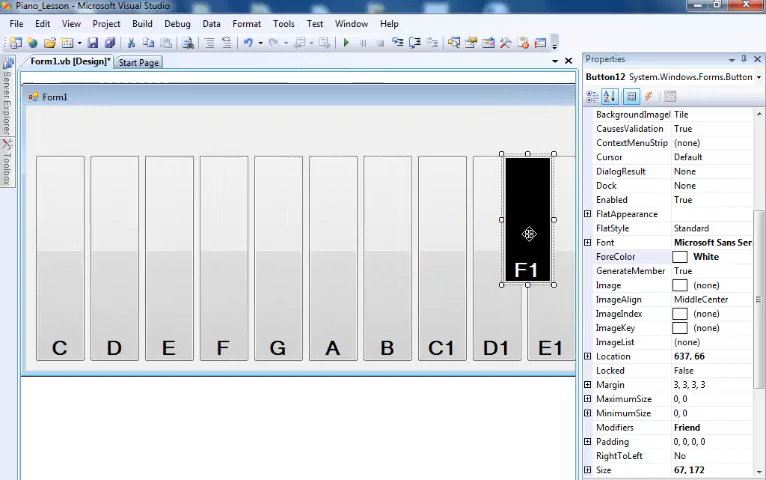 Piano_Lesson - Microsoft Visual Studio
File Edit View Project Build Debug Data Format Tools Test Window Help
Form1.vb [Design]* Start Page
Properties
Button12 System.Windows.Forms.Button
Server Explorer
Toolbox
Form1
C D E F G A B C1 D1 E1
F1
BackgroundImagel Tile
CausesValidation True
ContextMenuStrip (none)
Cursor Default
DialogResult None
Dock None
Enabled True
FlatAppearance
FlatStyle Standard
Font Microsoft Sans Ser
ForeColor White
GenerateMember True
Image (none)
ImageAlign MiddleCenter
ImageIndex (none)
ImageKey (none)
ImageList (none)
Location 637, 66
Locked False
Margin 3, 3, 3, 3
MaximumSize 0, 0
MinimumSize 0, 0
Modifiers Friend
Padding 0, 0, 0, 0
RightToLeft No
Size 67, 172